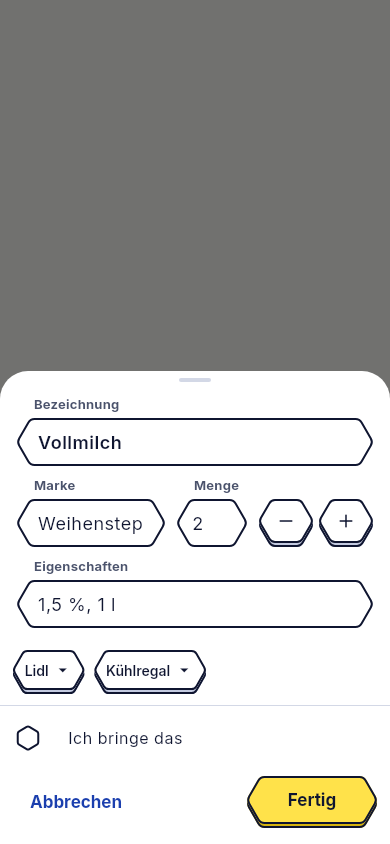 Bezeichnung
Vollmilch
Marke Menge
Weihenstep 2 − +
Eigenschaften
1,5 %, 1 l
Lidl Kühlregal
Ich bringe das
Abbrechen Fertig